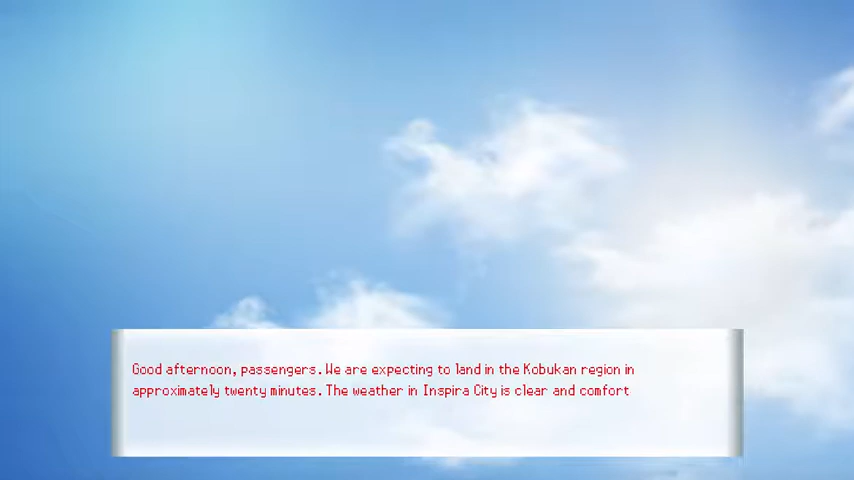 Good afternoon, passengers. We are expecting to land in the Kobukan region in
approximately twenty minutes. The weather in Inspira City is clear and comfort